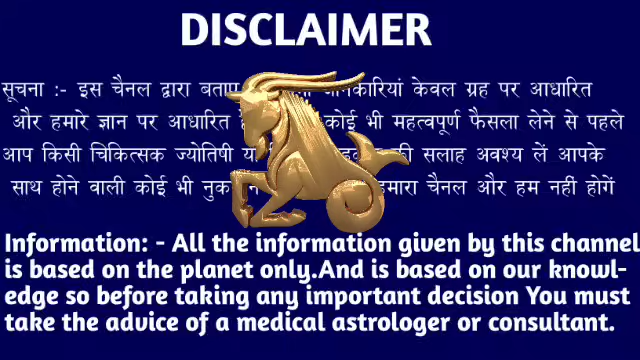 DISCLAIMER
सूचना :- इस चैनल द्वारा बताए जानकारियां केवल ग्रह पर आधारित
और हमारे ज्ञान पर आधारित कोई भी महत्वपूर्ण फैसला लेने से पहले
आप किसी चिकित्सक ज्योतिषी या की सलाह अवश्य लें आपके
साथ होने वाली कोई भी हमारा चैनल और हम नहीं होगें
Information: - All the information given by this channel
is based on the planet only.And is based on our knowl-
edge so before taking any important decision You must
take the advice of a medical astrologer or consultant.